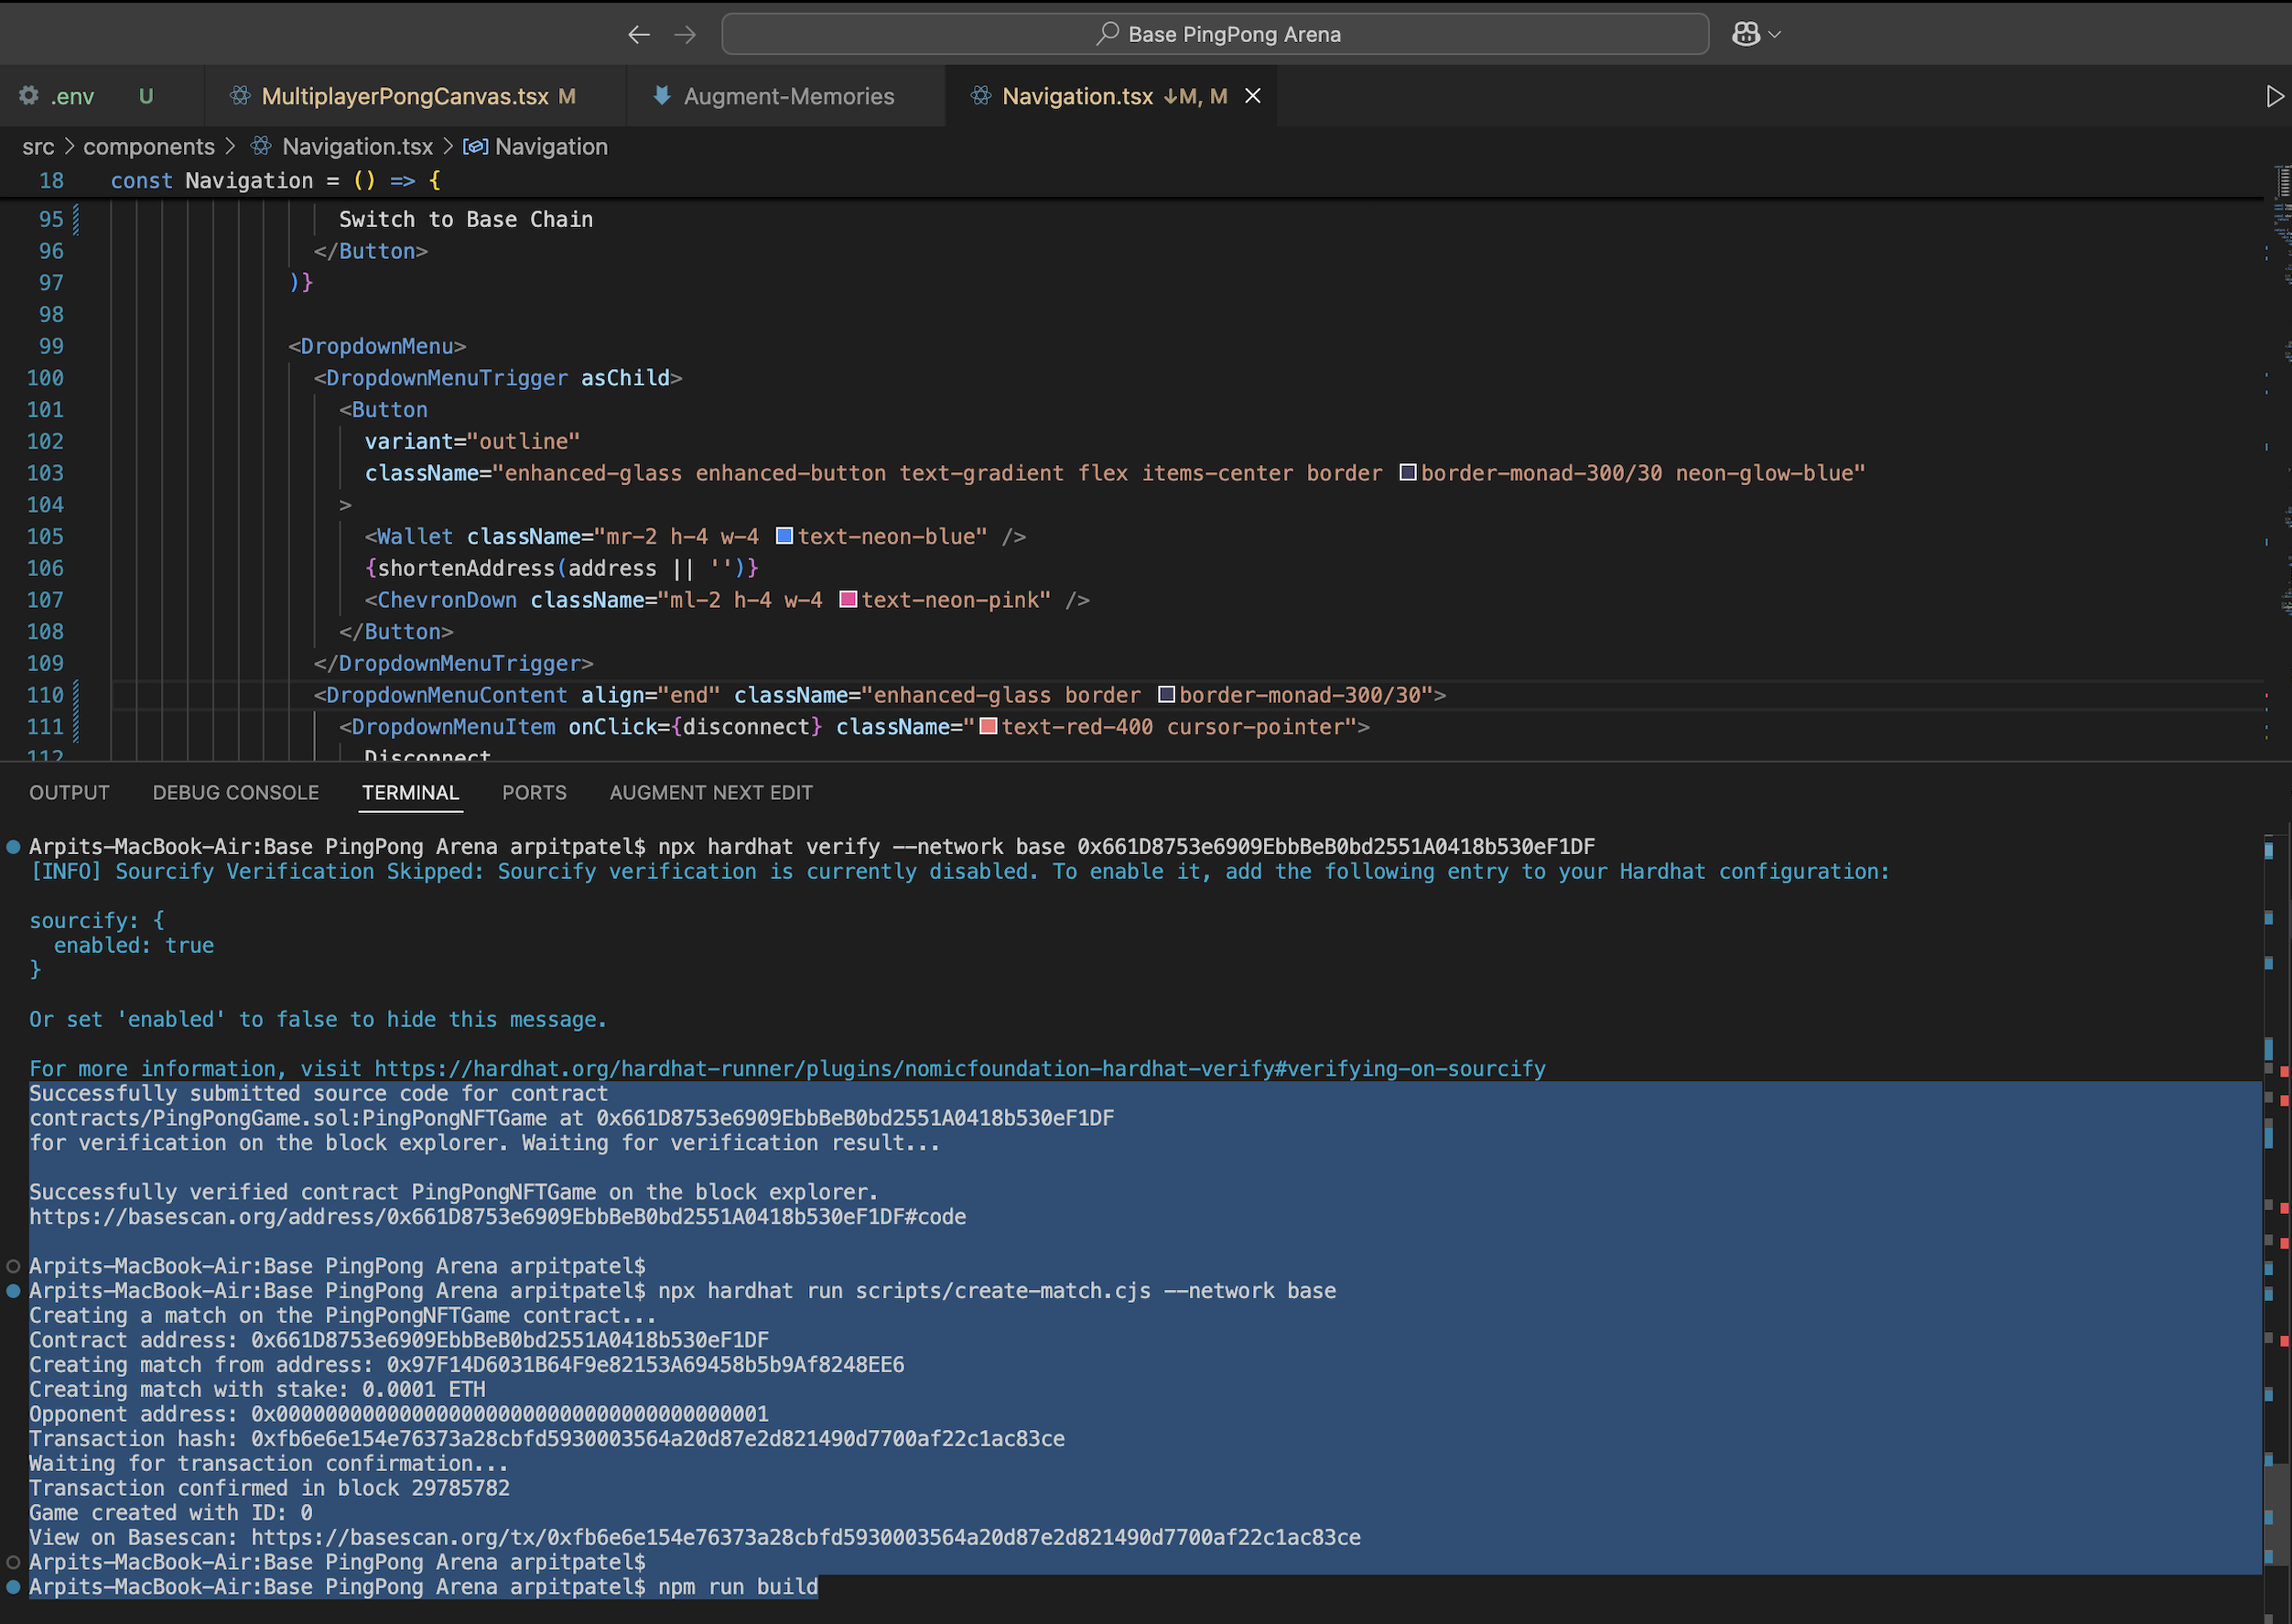 Base PingPong Arena
.env U MultiplayerPongCanvas.tsx M Augment-Memories Navigation.tsx ↓M, M
src > components > Navigation.tsx > Navigation
18 const Navigation = () => {
95 Switch to Base Chain
96 </Button>
97 )}
98
99 <DropdownMenu>
100 <DropdownMenuTrigger asChild>
101 <Button
102 variant="outline"
103 className="enhanced-glass enhanced-button text-gradient flex items-center border border-monad-300/30 neon-glow-blue"
104 >
105 <Wallet className="mr-2 h-4 w-4 text-neon-blue" />
106 {shortenAddress(address || '')}
107 <ChevronDown className="ml-2 h-4 w-4 text-neon-pink" />
108 </Button>
109 </DropdownMenuTrigger>
110 <DropdownMenuContent align="end" className="enhanced-glass border border-monad-300/30">
111 <DropdownMenuItem onClick={disconnect} className="text-red-400 cursor-pointer">
112 Disconnect
OUTPUT DEBUG CONSOLE TERMINAL PORTS AUGMENT NEXT EDIT
Arpits-MacBook-Air:Base PingPong Arena arpitpatel$ npx hardhat verify --network base 0x661D8753e6909EbbBeB0bd2551A0418b530eF1DF
[INFO] Sourcify Verification Skipped: Sourcify verification is currently disabled. To enable it, add the following entry to your Hardhat configuration:
sourcify: {
enabled: true
}
Or set 'enabled' to false to hide this message.
For more information, visit https://hardhat.org/hardhat-runner/plugins/nomicfoundation-hardhat-verify#verifying-on-sourcify
Successfully submitted source code for contract
contracts/PingPongGame.sol:PingPongNFTGame at 0x661D8753e6909EbbBeB0bd2551A0418b530eF1DF
for verification on the block explorer. Waiting for verification result...
Successfully verified contract PingPongNFTGame on the block explorer.
https://basescan.org/address/0x661D8753e6909EbbBeB0bd2551A0418b530eF1DF#code
Arpits-MacBook-Air:Base PingPong Arena arpitpatel$
Arpits-MacBook-Air:Base PingPong Arena arpitpatel$ npx hardhat run scripts/create-match.cjs --network base
Creating a match on the PingPongNFTGame contract...
Contract address: 0x661D8753e6909EbbBeB0bd2551A0418b530eF1DF
Creating match from address: 0x97F14D6031B64F9e82153A69458b5b9Af8248EE6
Creating match with stake: 0.0001 ETH
Opponent address: 0x0000000000000000000000000000000000000001
Transaction hash: 0xfb6e6e154e76373a28cbfd5930003564a20d87e2d821490d7700af22c1ac83ce
Waiting for transaction confirmation...
Transaction confirmed in block 29785782
Game created with ID: 0
View on Basescan: https://basescan.org/tx/0xfb6e6e154e76373a28cbfd5930003564a20d87e2d821490d7700af22c1ac83ce
Arpits-MacBook-Air:Base PingPong Arena arpitpatel$
Arpits-MacBook-Air:Base PingPong Arena arpitpatel$ npm run build